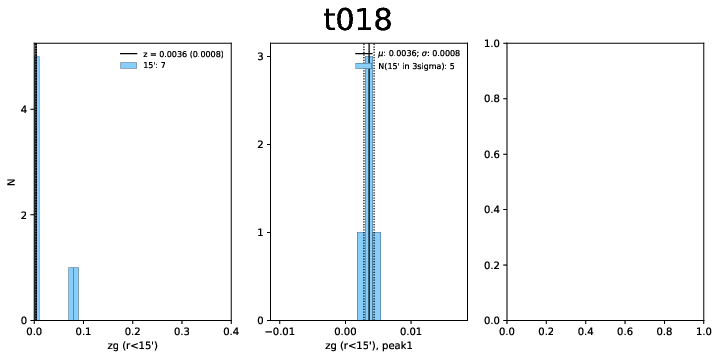 t018
z = 0.0036 (0.0008)
15': 7
N
0
2
4
0.0 0.1 0.2 0.3 0.4
zg (r<15')
μ: 0.0036; σ: 0.0008
N(15' in 3sigma): 5
0
1
2
3
−0.01 0.00 0.01
zg (r<15'), peak1
1.0
0.8
0.6
0.4
0.2
0.0
0.0 0.2 0.4 0.6 0.8 1.0